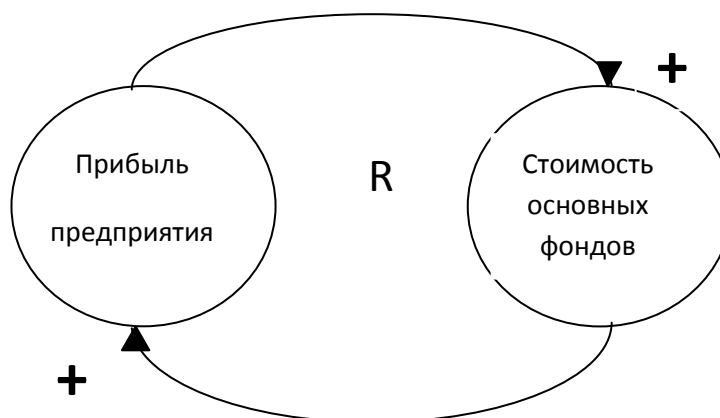 +
Прибыль
предприятия
R
Стоимость
основных
фондов
+